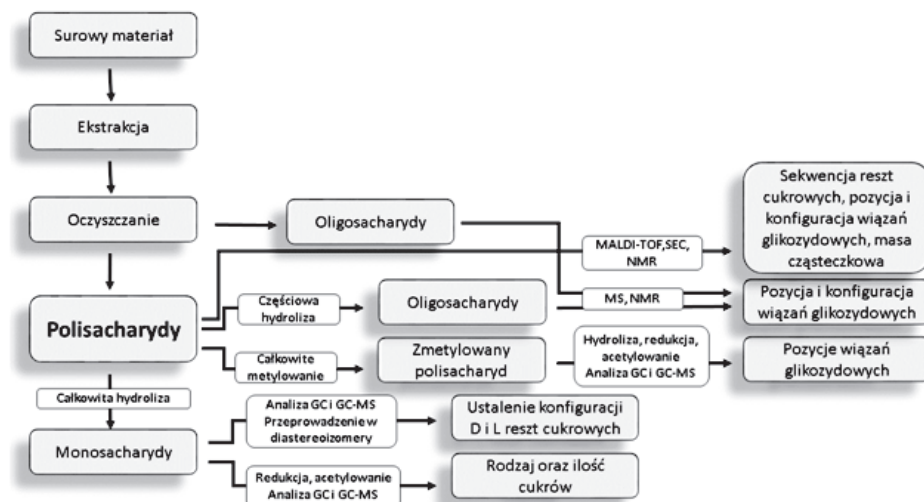 Surowy materiał
Ekstrakcja
Oczyszczanie
Oligosacharydy
Sekwencja reszt
cukrowych, pozycja i
konfiguracja wiązań
glikozydowych, masa
cząsteczkowa
MALDI-TOF,SEC,
NMR
Polisacharydy
Częściowa
hydroliza
Oligosacharydy
MS, NMR
Pozycja i konfiguracja
wiązań glikozydowych
Całkowite
metylowanie
Zmetylowany
polisacharyd
Hydroliza, redukcja,
acetylowanie
Analiza GC i GC-MS
Pozycje wiązań
glikozydowych
Całkowita hydroliza
Monosacharydy
Analiza GC i GC-MS
Przeprowadzenie w
diastereoizomery
Ustalenie konfiguracji
D i L reszt cukrowych
Redukcja, acetylowanie
Analiza GC i GC-MS
Rodzaj oraz ilość
cukrów